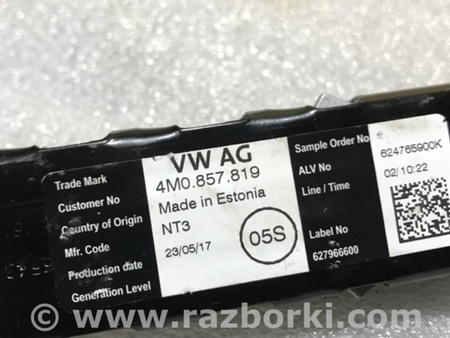 VW AG
Trade Mark
4M0.857.819
Customer No
Made in Estonia
Country of Origin
NT3
Mfr. Code
23/05/17
Production date
05S
Generation Level
Sample Order No
624765900K
ALV No
02/10:22
Line / Time
Label No
627966600
© www.razborki.com